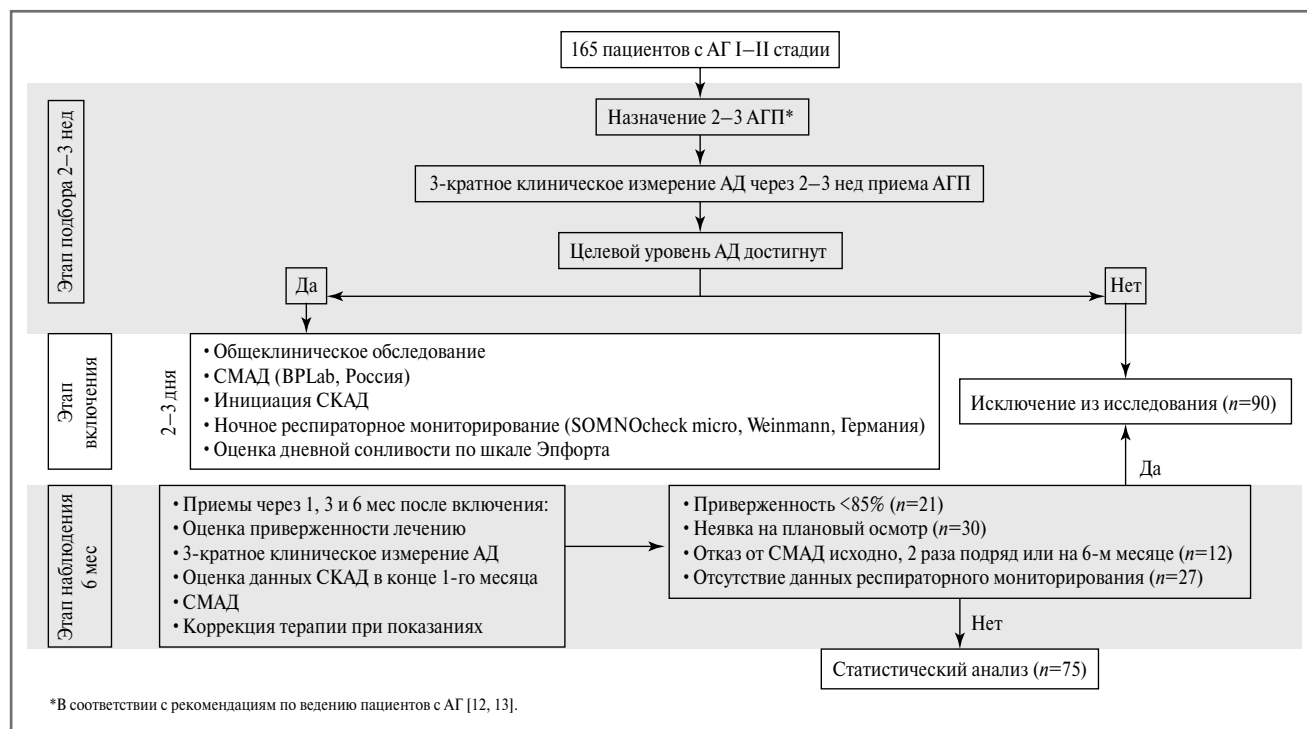 165 пациентов с АГ I–II стадии
Этап подбора 2–3 нед
Назначение 2–3 АГП*
3-кратное клиническое измерение АД через 2–3 нед приема АГП
Целевой уровень АД достигнут
Да
Нет
Этап
включения
2–3 дня
• Общеклиническое обследование
• СМАД (BPLab, Россия)
• Инициация СКАД
• Ночное респираторное мониторирование (SOMNOcheck micro, Weinmann, Германия)
• Оценка дневной сонливости по шкале Эпфорта
Исключение из исследования (n=90)
Да
Этап наблюдения
6 мес
• Приемы через 1, 3 и 6 мес после включения:
• Оценка приверженности лечению
• 3-кратное клиническое измерение АД
• Оценка данных СКАД в конце 1-го месяца
• СМАД
• Коррекция терапии при показаниях
• Приверженность <85% (n=21)
• Неявка на плановый осмотр (n=30)
• Отказ от СМАД исходно, 2 раза подряд или на 6-м месяце (n=12)
• Отсутствие данных респираторного мониторирования (n=27)
Нет
Статистический анализ (n=75)
*В соответствии с рекомендациям по ведению пациентов с АГ [12, 13].